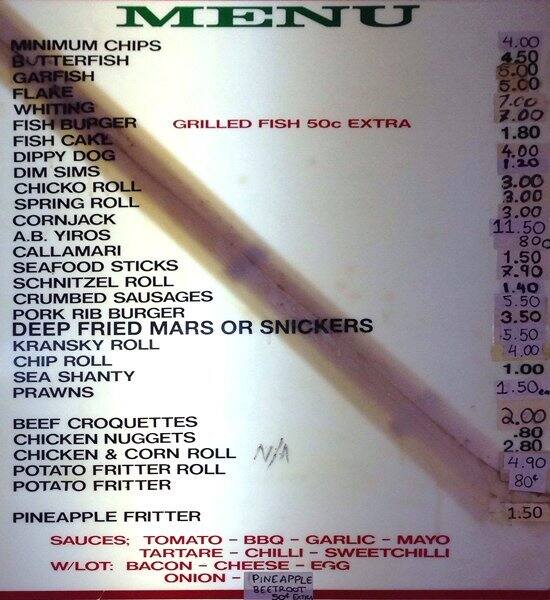 MENU
MINIMUM CHIPS 4.00
BUTTERFISH 4.50
GARFISH 5.00
FLAKE 5.00
WHITING 7.00
FISH BURGER GRILLED FISH 50c EXTRA 7.00
FISH CAKE 1.80
DIPPY DOG 4.00
DIM SIMS 1.20
CHICKO ROLL 3.00
SPRING ROLL 3.00
CORNJACK 3.00
A.B. YIROS 11.50
CALLAMARI 80c
SEAFOOD STICKS 1.50
SCHNITZEL ROLL 7.90
CRUMBED SAUSAGES 1.40
PORK RIB BURGER 5.50
DEEP FRIED MARS OR SNICKERS 3.50
KRANSKY ROLL 5.50
CHIP ROLL 4.00
SEA SHANTY 1.00
PRAWNS 1.50ea
BEEF CROQUETTES 2.00
CHICKEN NUGGETS .80
CHICKEN & CORN ROLL N/A 2.80
POTATO FRITTER ROLL 4.90
POTATO FRITTER 80¢
PINEAPPLE FRITTER 1.50
SAUCES; TOMATO - BBQ - GARLIC - MAYO
TARTARE - CHILLI - SWEETCHILLI
W/LOT: BACON - CHEESE - EGG
ONION - PINEAPPLE
BEETROOT
50¢ EXTRA